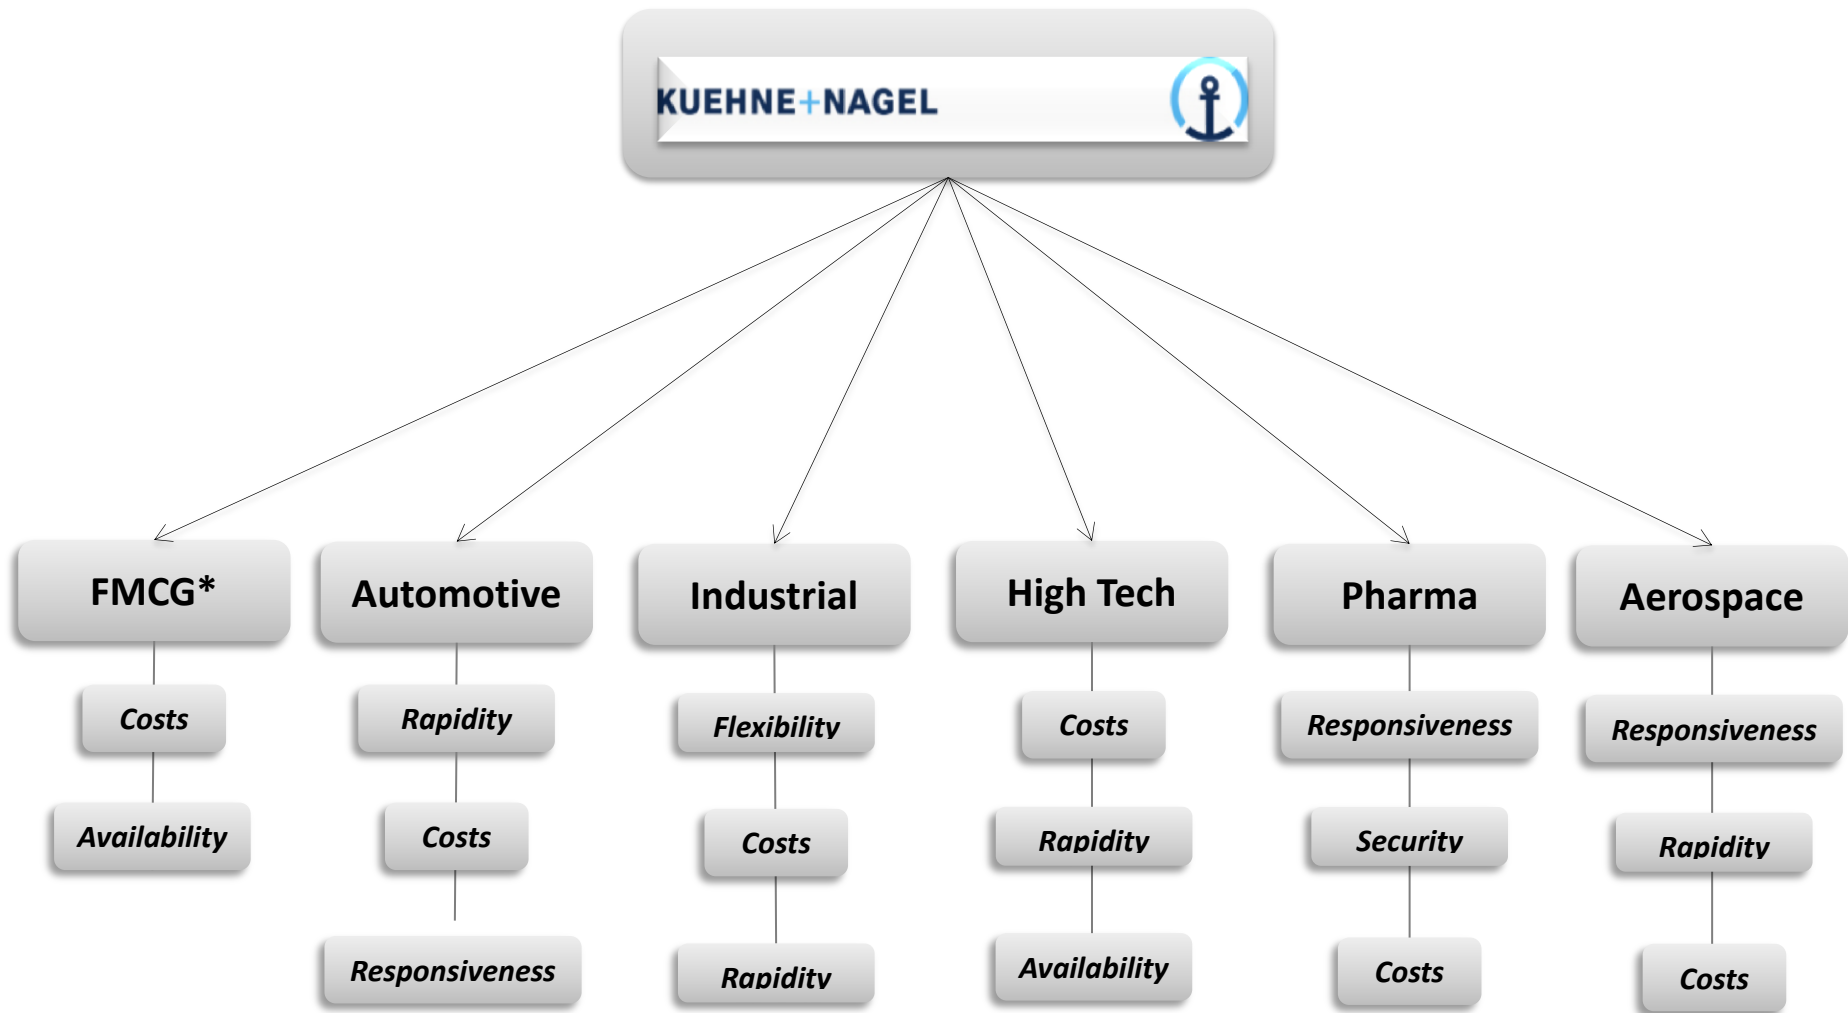 KUEHNE+NAGEL
FMCG*
Automotive
Industrial
High Tech
Pharma
Aerospace
Costs
Rapidity
Flexibility
Costs
Responsiveness
Responsiveness
Availability
Costs
Costs
Rapidity
Security
Rapidity
Responsiveness
Rapidity
Availability
Costs
Costs